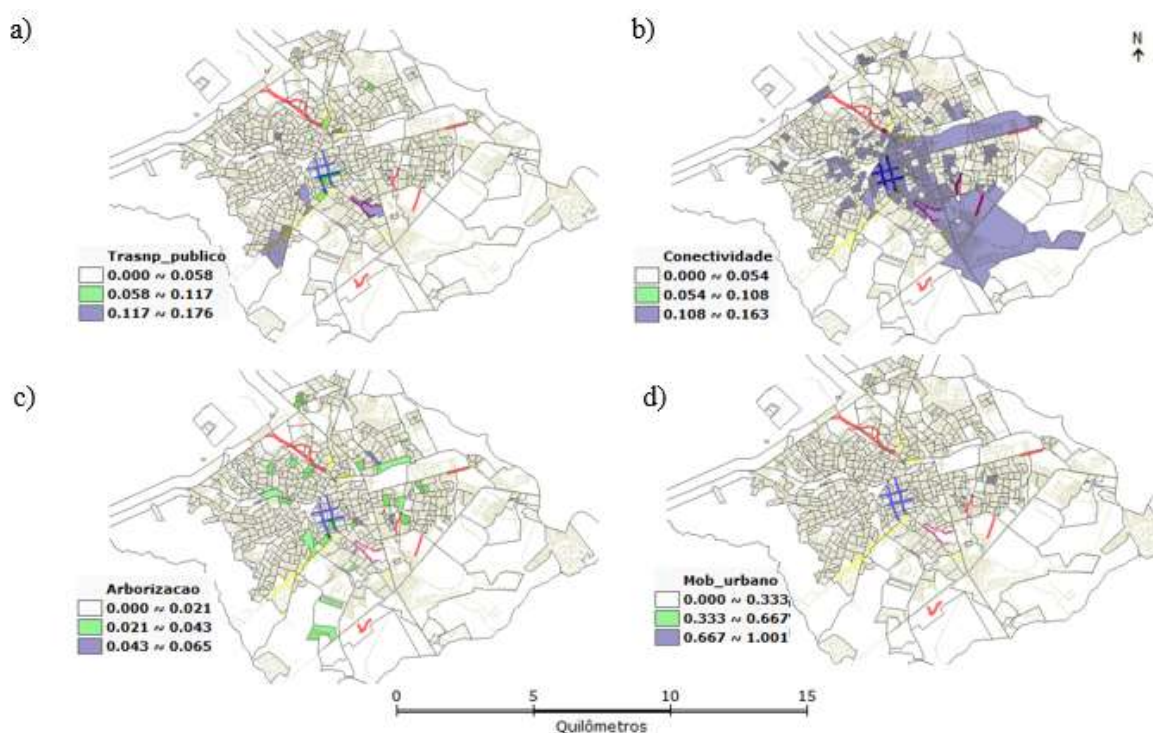 a)
b)
N
Trasnp_publico
0.000 ~ 0.058
0.058 ~ 0.117
0.117 ~ 0.176
Conectividade
0.000 ~ 0.054
0.054 ~ 0.108
0.108 ~ 0.163
c)
d)
Arborizacao
0.000 ~ 0.021
0.021 ~ 0.043
0.043 ~ 0.065
Mob_urbano
0.000 ~ 0.333
0.333 ~ 0.667
0.667 ~ 1.001
0 5 10 15
Quilômetros